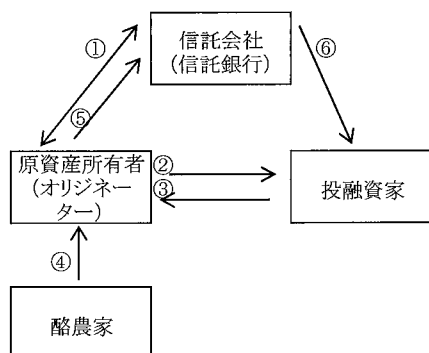 ①
信託会社
(信託銀行)
⑥
⑤
原資産所有者
(オリジネー
ター)
②
③
投融資家
④
酪農家